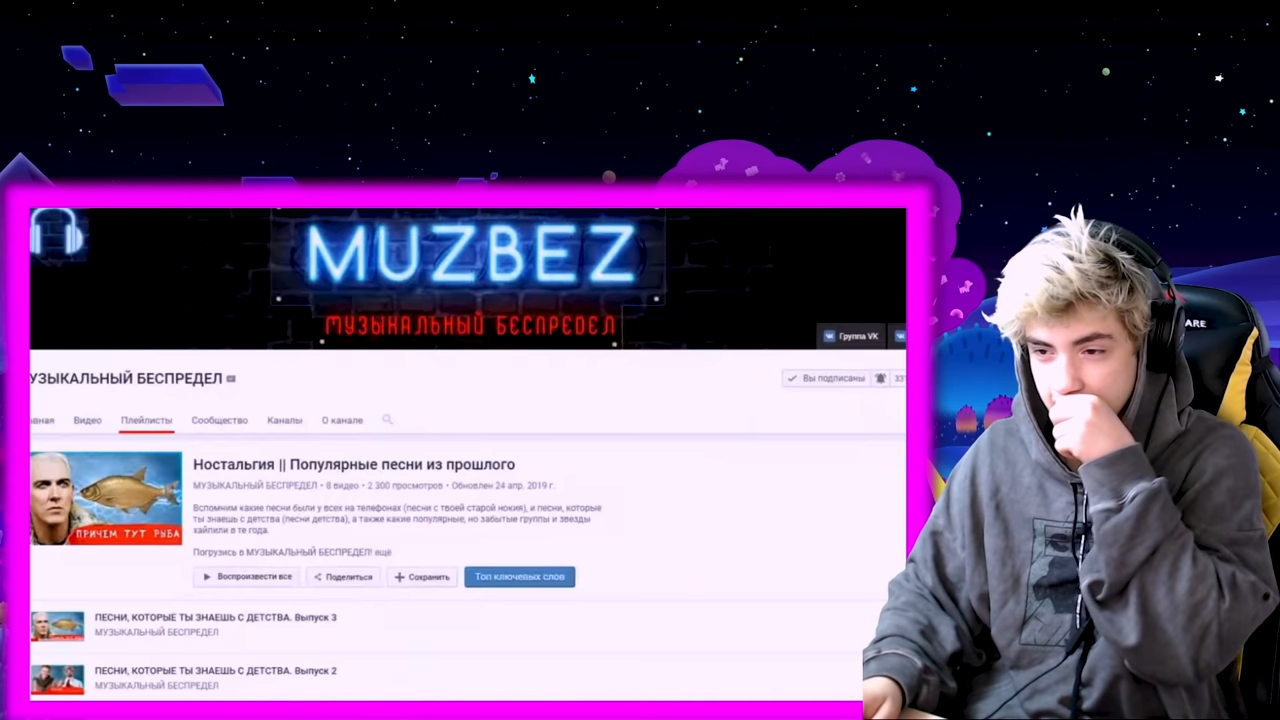 MUZBEZ
МУЗЫКАЛЬНЫЙ БЕСПРЕДЕЛ
Группа VK
УЗЫКАЛЬНЫЙ БЕСПРЕДЕЛ
Вы подписаны
вная Видео Плейлисты Сообщество Каналы О канале
ПРИЧЕМ ТУТ РЫБА
Ностальгия || Популярные песни из прошлого
МУЗЫКАЛЬНЫЙ БЕСПРЕДЕЛ • 8 видео • 2 300 просмотров • Обновлен 24 апр. 2019 г.
Вспомним какие песни были у всех на телефонах (песни с твоей старой нокия), и песни, которые
ты знаешь с детства (песни детства), а также какие популярные, но забытые группы и звезды
хайпили в те года.
Погрузись в МУЗЫКАЛЬНЫЙ БЕСПРЕДЕЛ! ещё
Воспроизвести все Поделиться Сохранить Топ ключевых слов
ПЕСНИ, КОТОРЫЕ ТЫ ЗНАЕШЬ С ДЕТСТВА. Выпуск 3
МУЗЫКАЛЬНЫЙ БЕСПРЕДЕЛ
ПЕСНИ, КОТОРЫЕ ТЫ ЗНАЕШЬ С ДЕТСТВА. Выпуск 2
МУЗЫКАЛЬНЫЙ БЕСПРЕДЕЛ
ARE